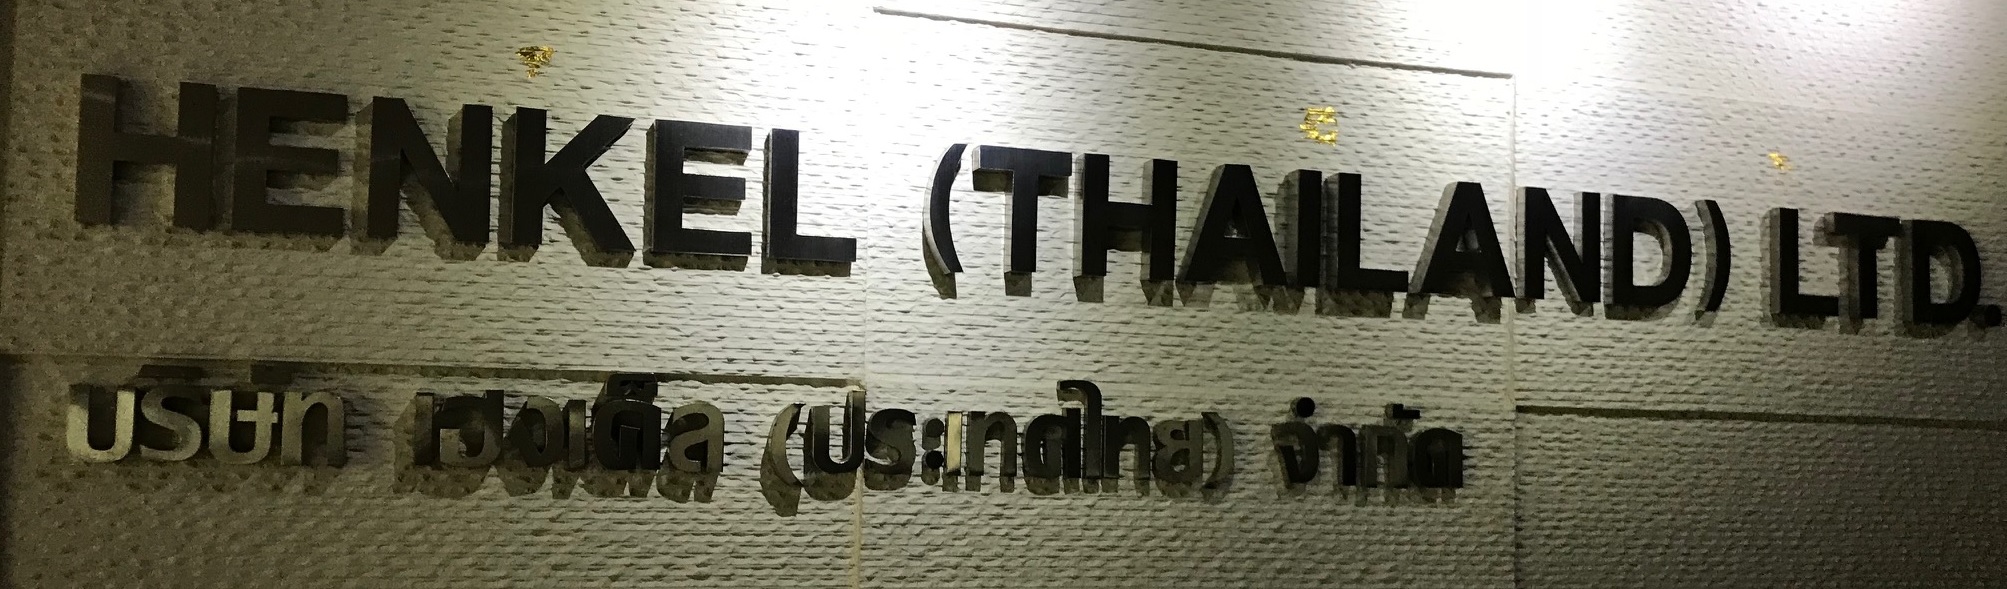 HENKEL (THAILAND) LTD.
บริษัท เฮงเค็ล (ประเทศไทย) จำกัด